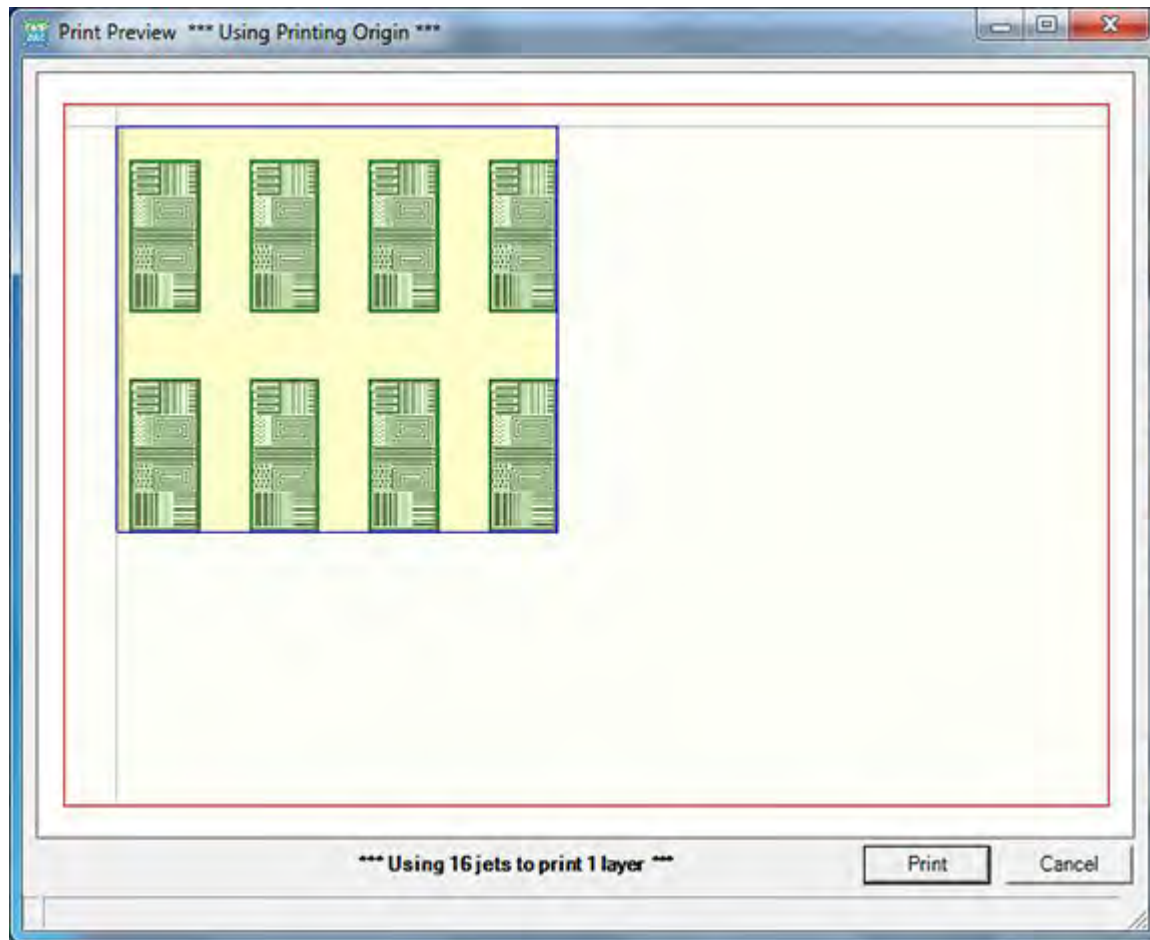 Print Preview *** Using Printing Origin ***
*** Using 16 jets to print 1 layer ***
Print
Cancel